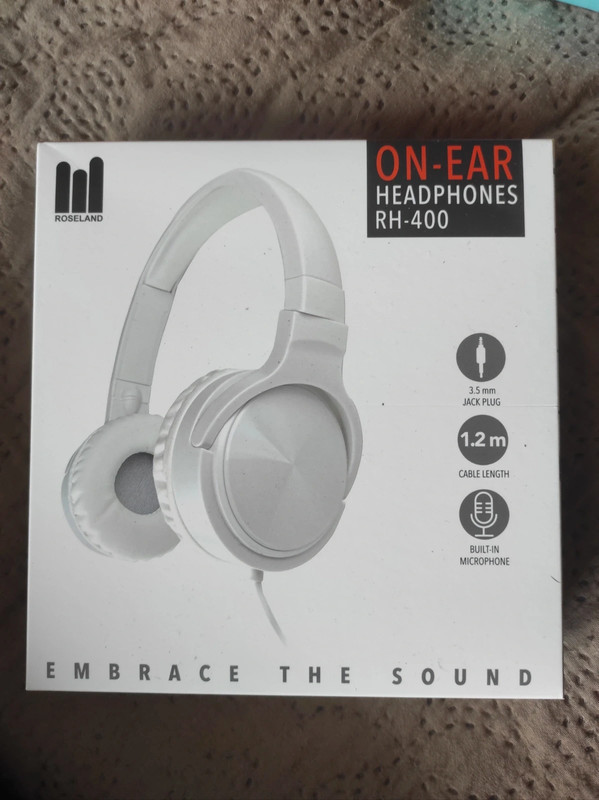 ROSELAND
ON-EAR
HEADPHONES
RH-400
3.5 mm
JACK PLUG
1.2 m
CABLE LENGTH
BUILT-IN
MICROPHONE
EMBRACE THE SOUND